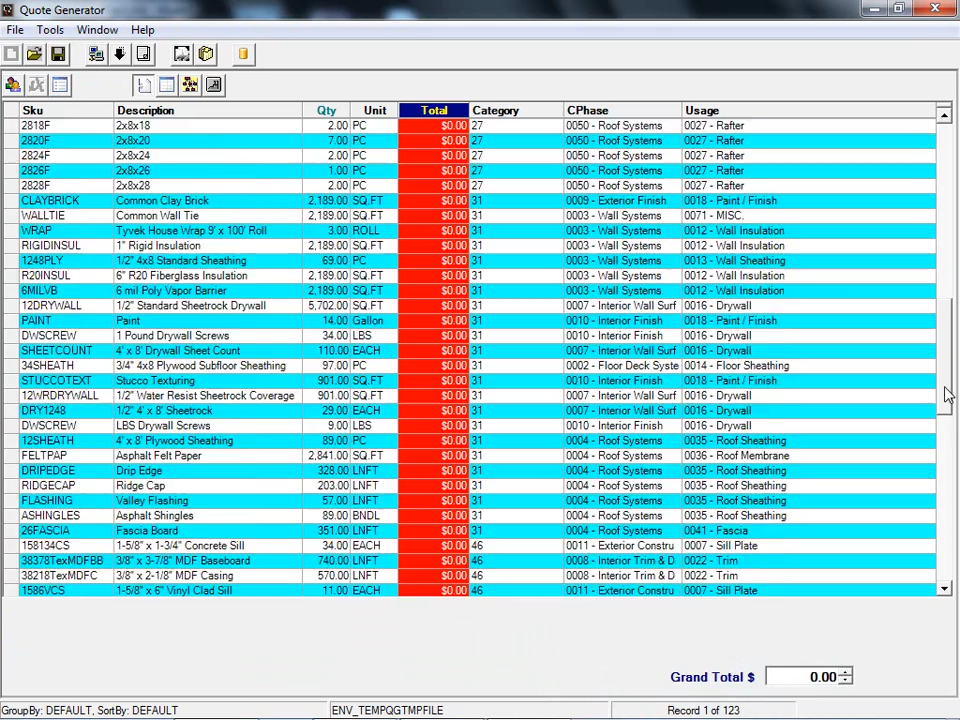 Quote Generator
File Tools Window Help
Sku Description Qty Unit Total Category CPhase Usage
2818F 2x8x18 2.00 PC $0.00 27 0050 - Roof Systems 0027 - Rafter
2820F 2x8x20 7.00 PC $0.00 27 0050 - Roof Systems 0027 - Rafter
2824F 2x8x24 2.00 PC $0.00 27 0050 - Roof Systems 0027 - Rafter
2826F 2x8x26 1.00 PC $0.00 27 0050 - Roof Systems 0027 - Rafter
2828F 2x8x28 2.00 PC $0.00 27 0050 - Roof Systems 0027 - Rafter
CLAYBRICK Common Clay Brick 2,189.00 SQ.FT $0.00 31 0009 - Exterior Finish 0018 - Paint / Finish
WALLTIE Common Wall Tie 2,189.00 SQ.FT $0.00 31 0003 - Wall Systems 0071 - MISC.
WRAP Tyvek House Wrap 9' x 100' Roll 3.00 ROLL $0.00 31 0003 - Wall Systems 0012 - Wall Insulation
RIGIDINSUL 1" Rigid Insulation 2,189.00 SQ.FT $0.00 31 0003 - Wall Systems 0012 - Wall Insulation
1248PLY 1/2" 4x8 Standard Sheathing 69.00 PC $0.00 31 0003 - Wall Systems 0013 - Wall Sheathing
R20INSUL 6" R20 Fiberglass Insulation 2,189.00 SQ.FT $0.00 31 0003 - Wall Systems 0012 - Wall Insulation
6MILVB 6 mil Poly Vapor Barrier 2,189.00 SQ.FT $0.00 31 0003 - Wall Systems 0012 - Wall Insulation
12DRYWALL 1/2" Standard Sheetrock Drywall 5,702.00 SQ.FT $0.00 31 0007 - Interior Wall Surf 0016 - Drywall
PAINT Paint 14.00 Gallon $0.00 31 0010 - Interior Finish 0018 - Paint / Finish
DWSCREW 1 Pound Drywall Screws 34.00 LBS $0.00 31 0010 - Interior Finish 0016 - Drywall
SHEETCOUNT 4' x 8' Drywall Sheet Count 110.00 EACH $0.00 31 0007 - Interior Wall Surf 0016 - Drywall
34SHEATH 3/4" 4x8 Plywood Subfloor Sheathing 97.00 PC $0.00 31 0002 - Floor Deck Syste 0014 - Floor Sheathing
STUCCOTEXT Stucco Texturing 901.00 SQ.FT $0.00 31 0010 - Interior Finish 0018 - Paint / Finish
12WRDRYWALL 1/2" Water Resist Sheetrock Coverage 901.00 SQ.FT $0.00 31 0007 - Interior Wall Surf 0016 - Drywall
DRY1248 1/2" 4' x 8' Sheetrock 29.00 EACH $0.00 31 0007 - Interior Wall Surf 0016 - Drywall
DWSCREW LBS Drywall Screws 9.00 LBS $0.00 31 0010 - Interior Finish 0016 - Drywall
12SHEATH 4' x 8' Plywood Sheathing 89.00 PC $0.00 31 0004 - Roof Systems 0035 - Roof Sheathing
FELTPAP Asphalt Felt Paper 2,841.00 SQ.FT $0.00 31 0004 - Roof Systems 0036 - Roof Membrane
DRIPEDGE Drip Edge 328.00 LNFT $0.00 31 0004 - Roof Systems 0035 - Roof Sheathing
RIDGECAP Ridge Cap 203.00 LNFT $0.00 31 0004 - Roof Systems 0035 - Roof Sheathing
FLASHING Valley Flashing 57.00 LNFT $0.00 31 0004 - Roof Systems 0035 - Roof Sheathing
ASHINGLES Asphalt Shingles 89.00 BNDL $0.00 31 0004 - Roof Systems 0035 - Roof Sheathing
26FASCIA Fascia Board 351.00 LNFT $0.00 31 0004 - Roof Systems 0041 - Fascia
158134CS 1-5/8" x 1-3/4" Concrete Sill 34.00 EACH $0.00 46 0011 - Exterior Constru 0007 - Sill Plate
38378TexMDFBB 3/8" x 3-7/8" MDF Baseboard 740.00 LNFT $0.00 46 0008 - Interior Trim & D 0022 - Trim
38218TexMDFC 3/8" x 2-1/8" MDF Casing 570.00 LNFT $0.00 46 0008 - Interior Trim & D 0022 - Trim
1586VCS 1-5/8" x 6" Vinyl Clad Sill 11.00 EACH $0.00 46 0011 - Exterior Constru 0007 - Sill Plate
Grand Total $ 0.00
GroupBy: DEFAULT, SortBy: DEFAULT ENV_TEMPQGTMPFILE Record 1 of 123